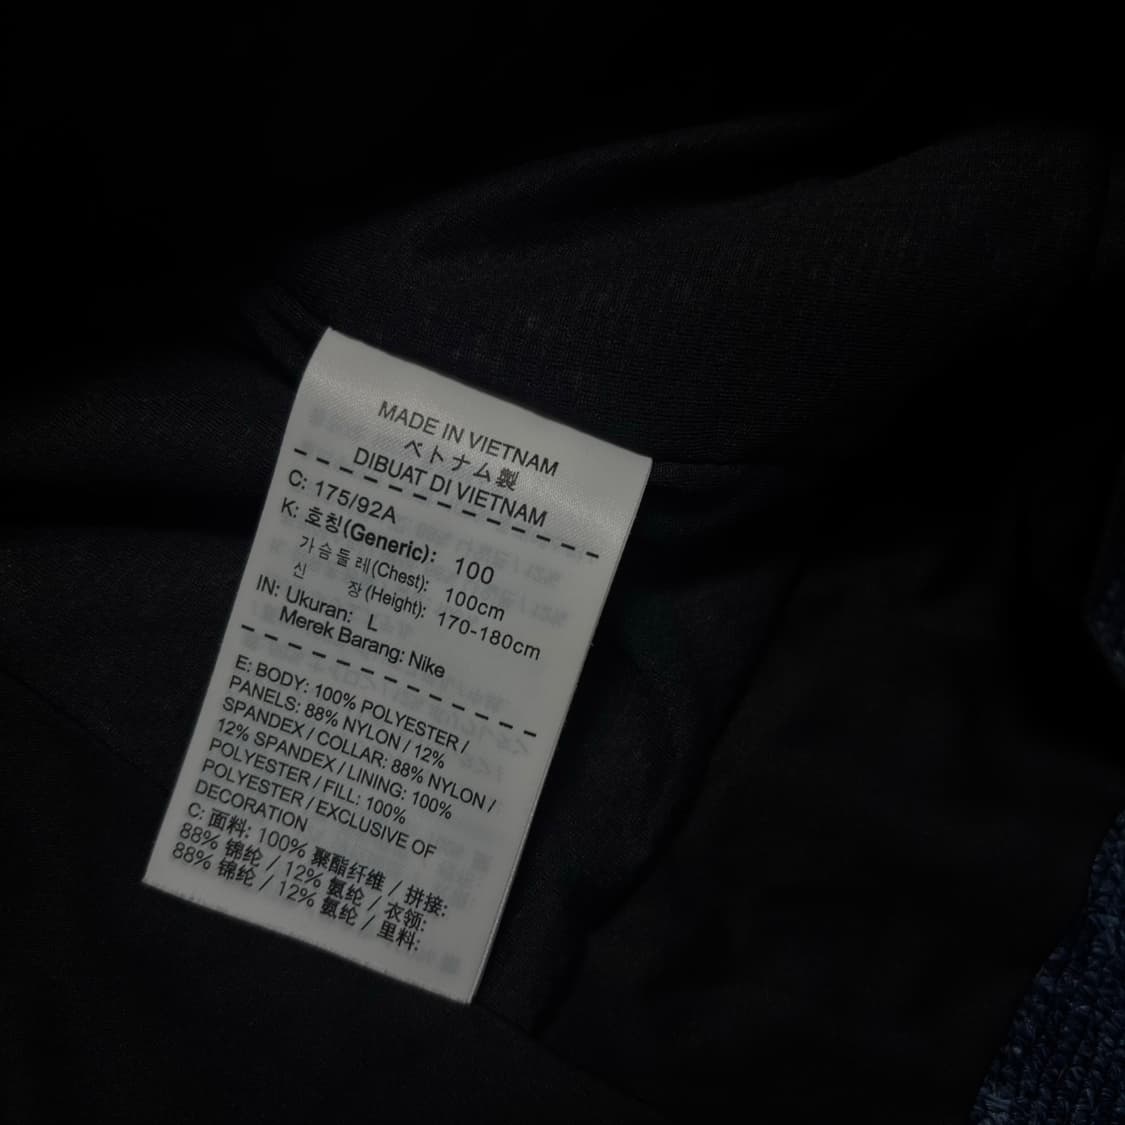 MADE IN VIETNAM
ベトナム製
DIBUAT DI VIETNAM
C: 175/92A
K: 호칭(Generic): 100
가슴둘레(Chest): 100cm
신 장(Height): 170-180cm
IN: Ukuran: L
Merek Barang: Nike
E: BODY: 100% POLYESTER /
PANELS: 88% NYLON / 12%
SPANDEX / COLLAR: 88% NYLON /
12% SPANDEX / LINING: 100%
POLYESTER / FILL: 100%
POLYESTER / EXCLUSIVE OF
DECORATION
C: 面料: 100% 聚酯纤维 / 拼接:
88% 锦纶 / 12% 氨纶 / 衣领:
88% 锦纶 / 12% 氨纶 / 里料: